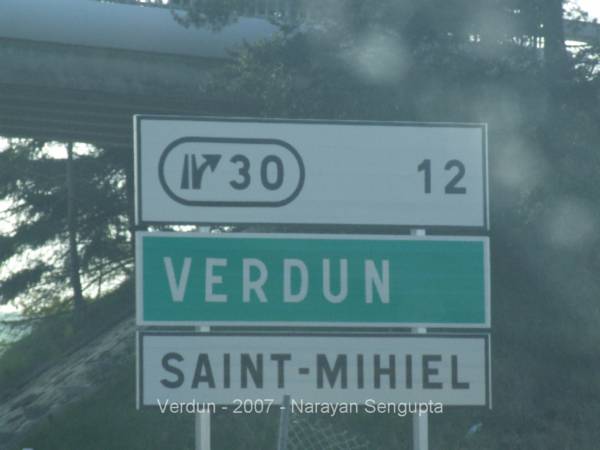 30 12
VERDUN
SAINT-MIHIEL
Verdun - 2007 - Narayan Sengupta